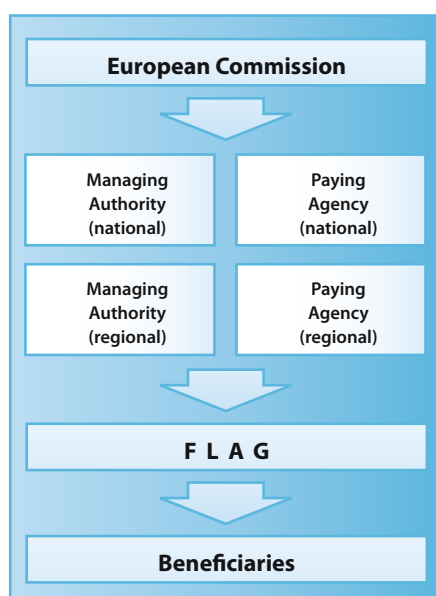 European Commission
Managing
Authority
(national)
Paying
Agency
(national)
Managing
Authority
(regional)
Paying
Agency
(regional)
F L A G
Beneficiaries